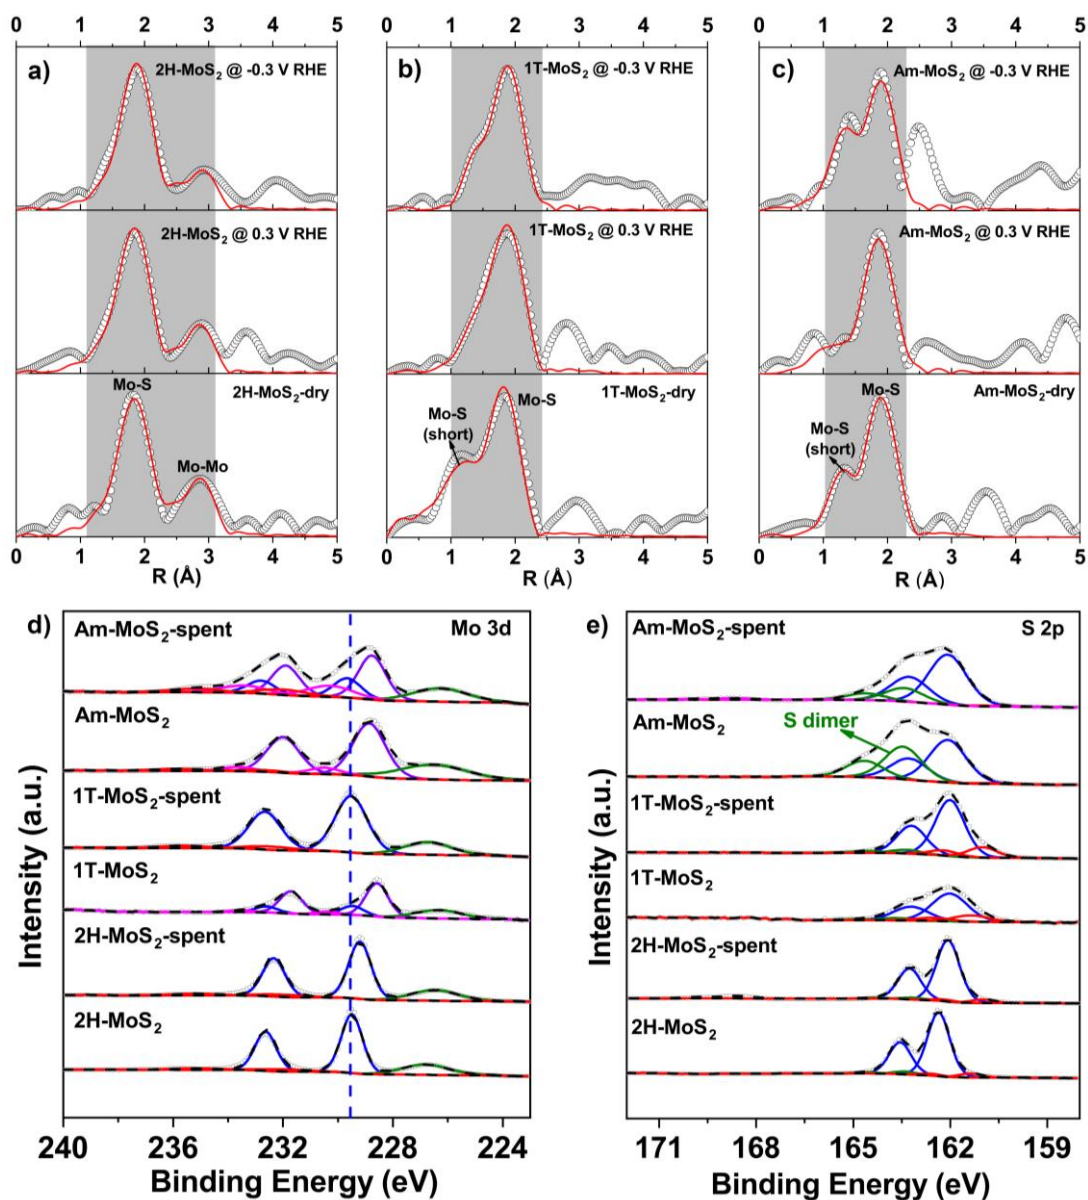 0 1 2 3 4 5 0 1 2 3 4 5 0 1 2 3 4 5
a) 2H-MoS₂ @ -0.3 V RHE
b) 1T-MoS₂ @ -0.3 V RHE
c) Am-MoS₂ @ -0.3 V RHE
2H-MoS₂ @ 0.3 V RHE
1T-MoS₂ @ 0.3 V RHE
Am-MoS₂ @ 0.3 V RHE
Mo-S
2H-MoS₂-dry
Mo-Mo
1T-MoS₂-dry
Mo-S
(short)
Mo-S
Mo-S
Am-MoS₂-dry
Mo-S
(short)
0 1 2 3 4 5 0 1 2 3 4 5 0 1 2 3 4 5
R (Å) R (Å) R (Å)
d) Am-MoS₂-spent Mo 3d
Am-MoS₂
1T-MoS₂-spent
1T-MoS₂
2H-MoS₂-spent
2H-MoS₂
Intensity (a.u.)
240 236 232 228 224
Binding Energy (eV)
e) Am-MoS₂-spent S 2p
Am-MoS₂
S dimer
1T-MoS₂-spent
1T-MoS₂
2H-MoS₂-spent
2H-MoS₂
Intensity (a.u.)
171 168 165 162 159
Binding Energy (eV)